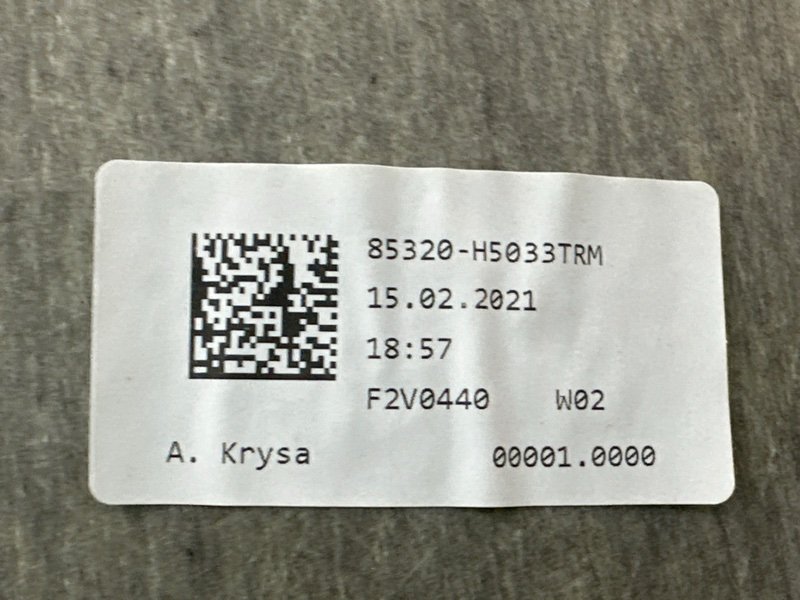 85320-H5033TRM
15.02.2021
18:57
F2V0440 W02
A. Krysa 00001.0000